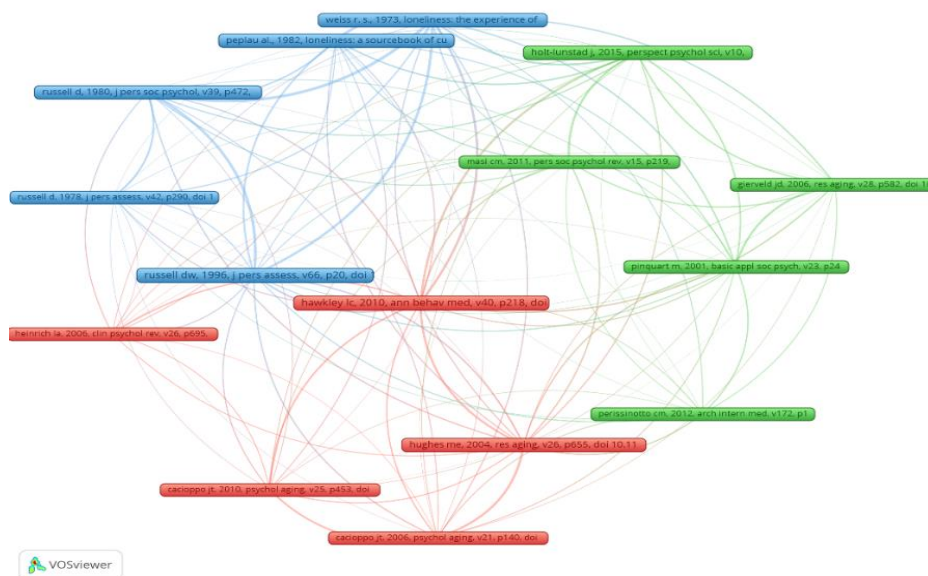 weiss r. s., 1973, loneliness: the experience of
peplau al., 1982, loneliness: a sourcebook of cu
holt-lunstad j, 2015, perspect psychol sci, v10,
russell d, 1980, j pers soc psychol, v39, p472,
masi cm, 2011, pers soc psychol rev, v15, p219,
gierveld jd, 2006, res aging, v28, p582, doi 1
russell d, 1978, j pers assess, v42, p290, doi 1
pinquart m, 2001, basic appl soc psych, v23, p24
russell dw, 1996, j pers assess, v66, p20, doi
hawkley lc, 2010, ann behav med, v40, p218, doi
heinrich la, 2006, clin psychol rev, v26, p695,
perissinotto cm, 2012, arch intern med, v172, p1
hughes me, 2004, res aging, v26, p655, doi 10.11
cacioppo jt, 2010, psychol aging, v25, p453, doi
cacioppo jt, 2006, psychol aging, v21, p140, doi
VOSviewer